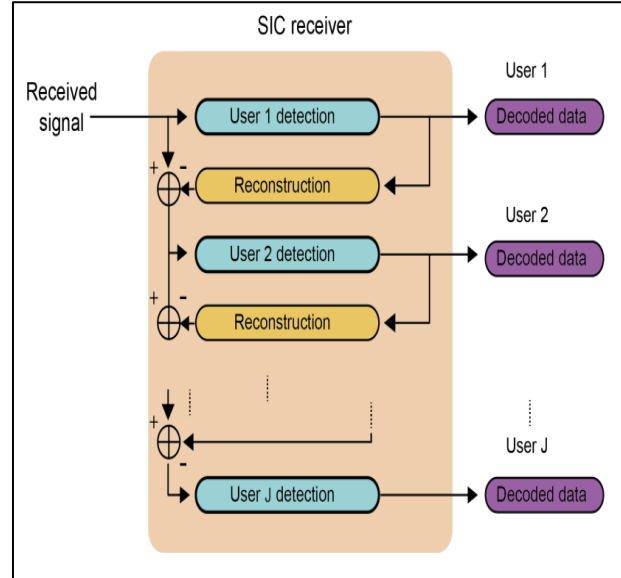 SIC receiver
User 1
Received
signal
User 1 detection
Decoded data
+ -
Reconstruction
User 2
User 2 detection
Decoded data
+ -
Reconstruction
+
-
User J
User J detection
Decoded data